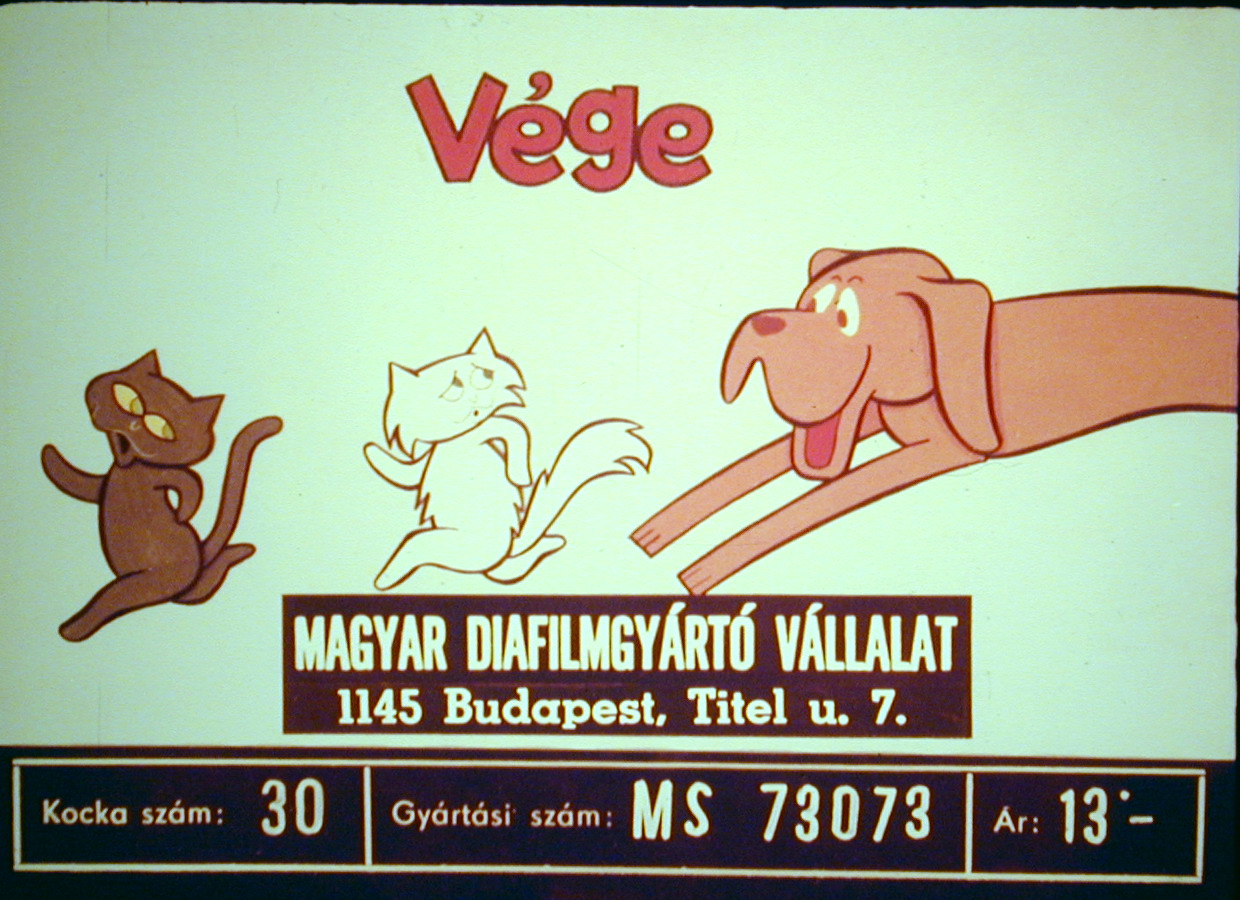 Vége
MAGYAR DIAFILMGYÁRTÓ VÁLLALAT
1145 Budapest, Titel u. 7.
Kocka szám: 30 Gyártási szám: MS 73073 Ár: 13·-